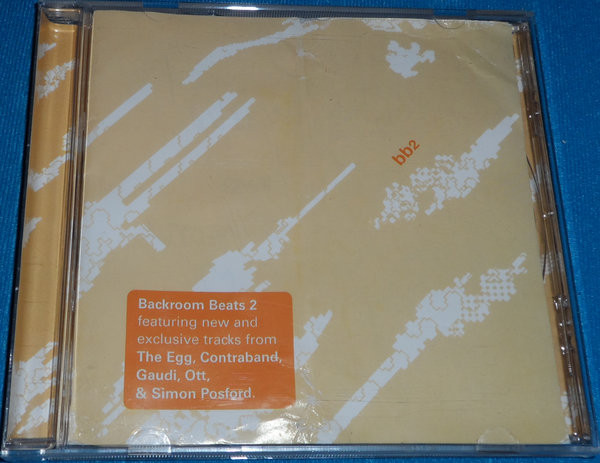 bb2
Backroom Beats 2
featuring new and
exclusive tracks from
The Egg, Contraband,
Gaudi, Ott,
& Simon Posford.